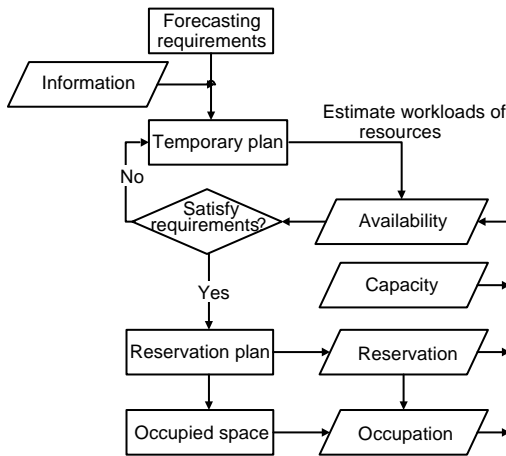 Forecasting
requirements
Information
Estimate workloads of
resources
Temporary plan
No
Satisfy
requirements?
Availability
Capacity
Yes
Reservation plan
Reservation
Occupied space
Occupation